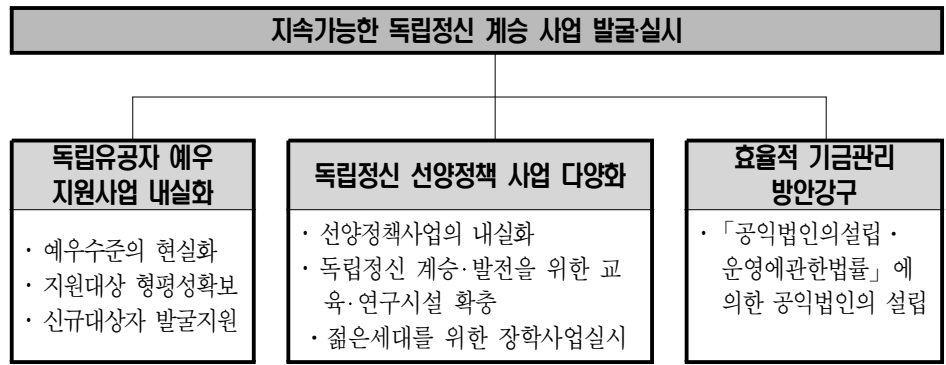 지속가능한 독립정신 계승 사업 발굴·실시
독립유공자 예우
지원사업 내실화
· 예우수준의 현실화
· 지원대상 형평성확보
· 신규대상자 발굴지원
독립정신 선양정책 사업 다양화
· 선양정책사업의 내실화
· 독립정신 계승·발전을 위한 교
육·연구시설 확충
· 젊은세대를 위한 장학사업실시
효율적 기금관리
방안강구
· 「공익법인의설립·
운영에관한법률」에
의한 공익법인의 설립